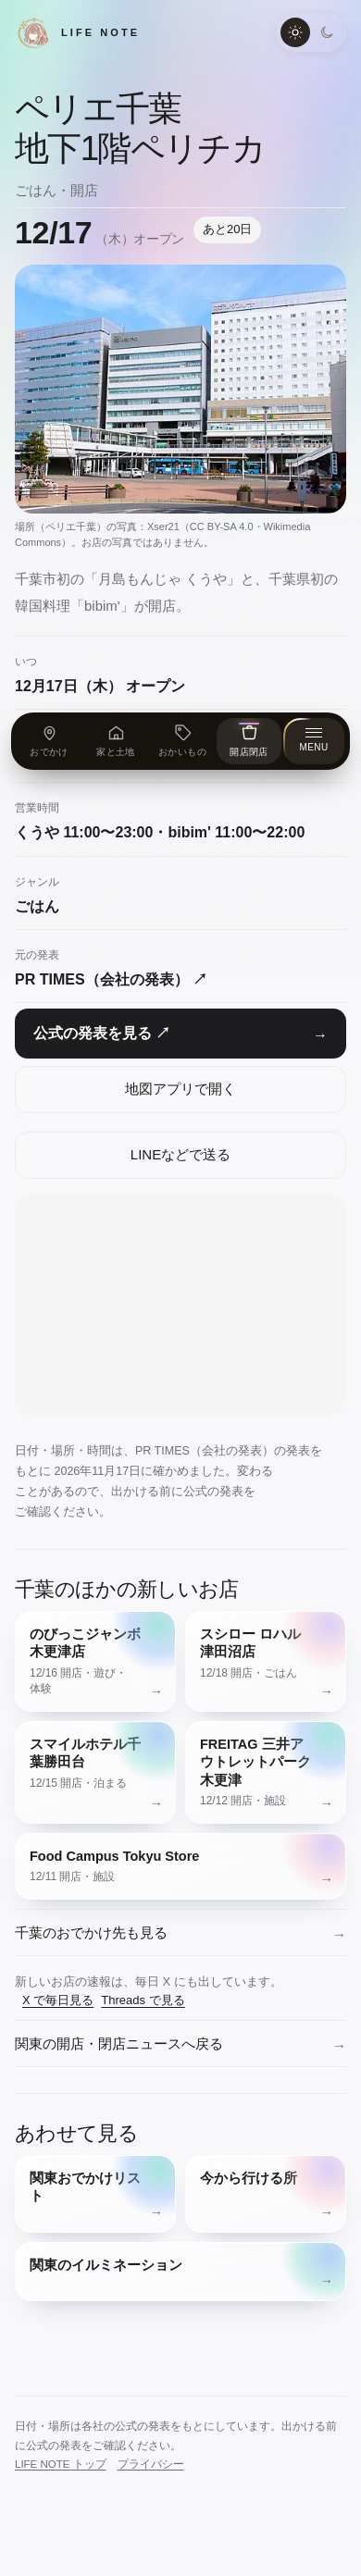 LIFE NOTE
ペリエ千葉
地下1階ペリチカ
ごはん・開店
12/17（木）オープン あと20日
場所（ペリエ千葉）の写真：Xser21（CC BY-SA 4.0・Wikimedia
Commons）。お店の写真ではありません。
千葉市初の「月島もんじゃ くうや」と、千葉県初の
韓国料理「bibim'」が開店。
いつ
12月17日（木） オープン
おでかけ 家と土地 おかいもの 開店閉店 MENU
営業時間
くうや 11:00〜23:00・bibim' 11:00〜22:00
ジャンル
ごはん
元の発表
PR TIMES（会社の発表） ↗
公式の発表を見る ↗ →
地図アプリで開く
LINEなどで送る
日付・場所・時間は、PR TIMES（会社の発表）の発表を
もとに 2026年11月17日に確かめました。変わる
ことがあるので、出かける前に公式の発表を
ご確認ください。
千葉のほかの新しいお店
のびっこジャンボ
木更津店
12/16 開店・遊び・
体験 →
スシロー ロハル
津田沼店
12/18 開店・ごはん
→
スマイルホテル千
葉勝田台
12/15 開店・泊まる
→
FREITAG 三井ア
ウトレットパーク
木更津
12/12 開店・施設 →
Food Campus Tokyo Store
12/11 開店・施設 →
千葉のおでかけ先も見る →
新しいお店の速報は、毎日 X にも出しています。
X で毎日見る Threads で見る
関東の開店・閉店ニュースへ戻る →
あわせて見る
関東おでかけリス
ト →
今から行ける所
→
関東のイルミネーション
→
日付・場所は各社の公式の発表をもとにしています。出かける前
に公式の発表をご確認ください。
LIFE NOTE トップ プライバシー